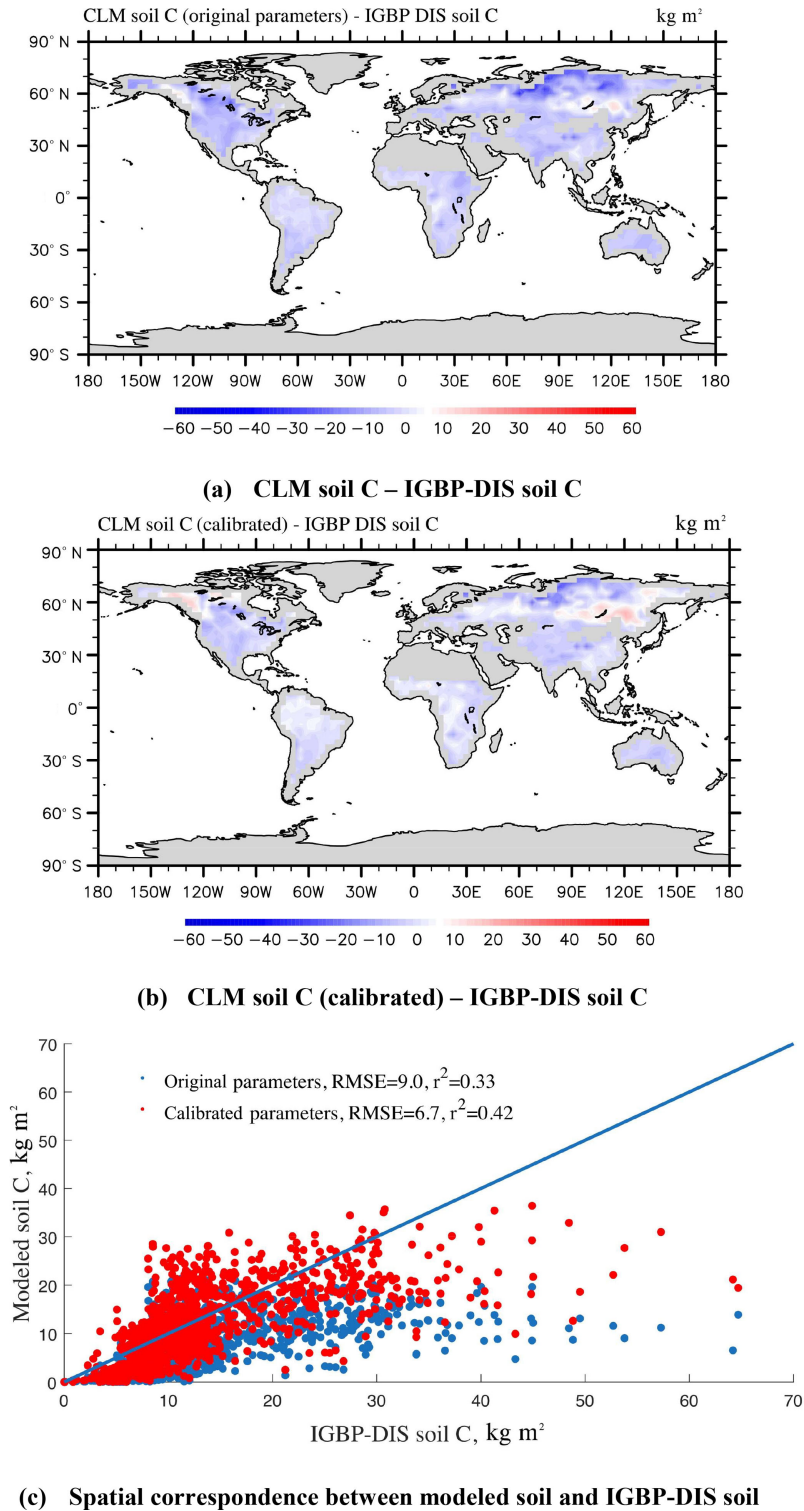 CLM soil C (original parameters) - IGBP DIS soil C kg m²
90° N
60° N
30° N
0°
30° S
60° S
90° S
180 150W 120W 90W 60W 30W 0 30E 60E 90E 120E 150E 180
−60 −50 −40 −30 −20 −10 0 10 20 30 40 50 60
(a) CLM soil C – IGBP-DIS soil C
CLM soil C (calibrated) - IGBP DIS soil C kg m²
90° N
60° N
30° N
0°
30° S
60° S
90° S
180 150W 120W 90W 60W 30W 0 30E 60E 90E 120E 150E 180
−60 −50 −40 −30 −20 −10 0 10 20 30 40 50 60
(b) CLM soil C (calibrated) – IGBP-DIS soil C
70
60
50
40
30
20
10
0
Modeled soil C, kg m²
Original parameters, RMSE=9.0, r²=0.33
Calibrated parameters, RMSE=6.7, r²=0.42
0 10 20 30 40 50 60 70
IGBP-DIS soil C, kg m²
(c) Spatial correspondence between modeled soil and IGBP-DIS soil